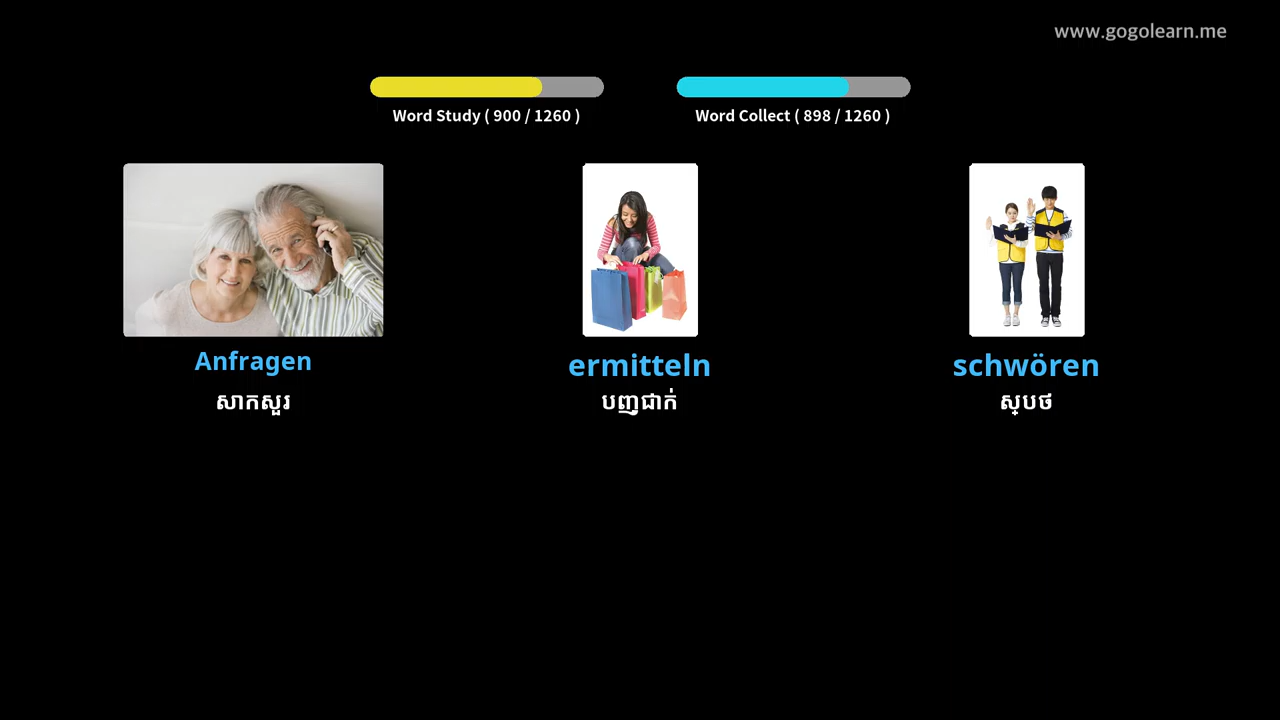 www.gogolearn.me
Word Study ( 900 / 1260 )
Word Collect ( 898 / 1260 )
Anfragen
ermitteln
schwören
សាកសួរ
បញ្ជាក់
ស្បថ